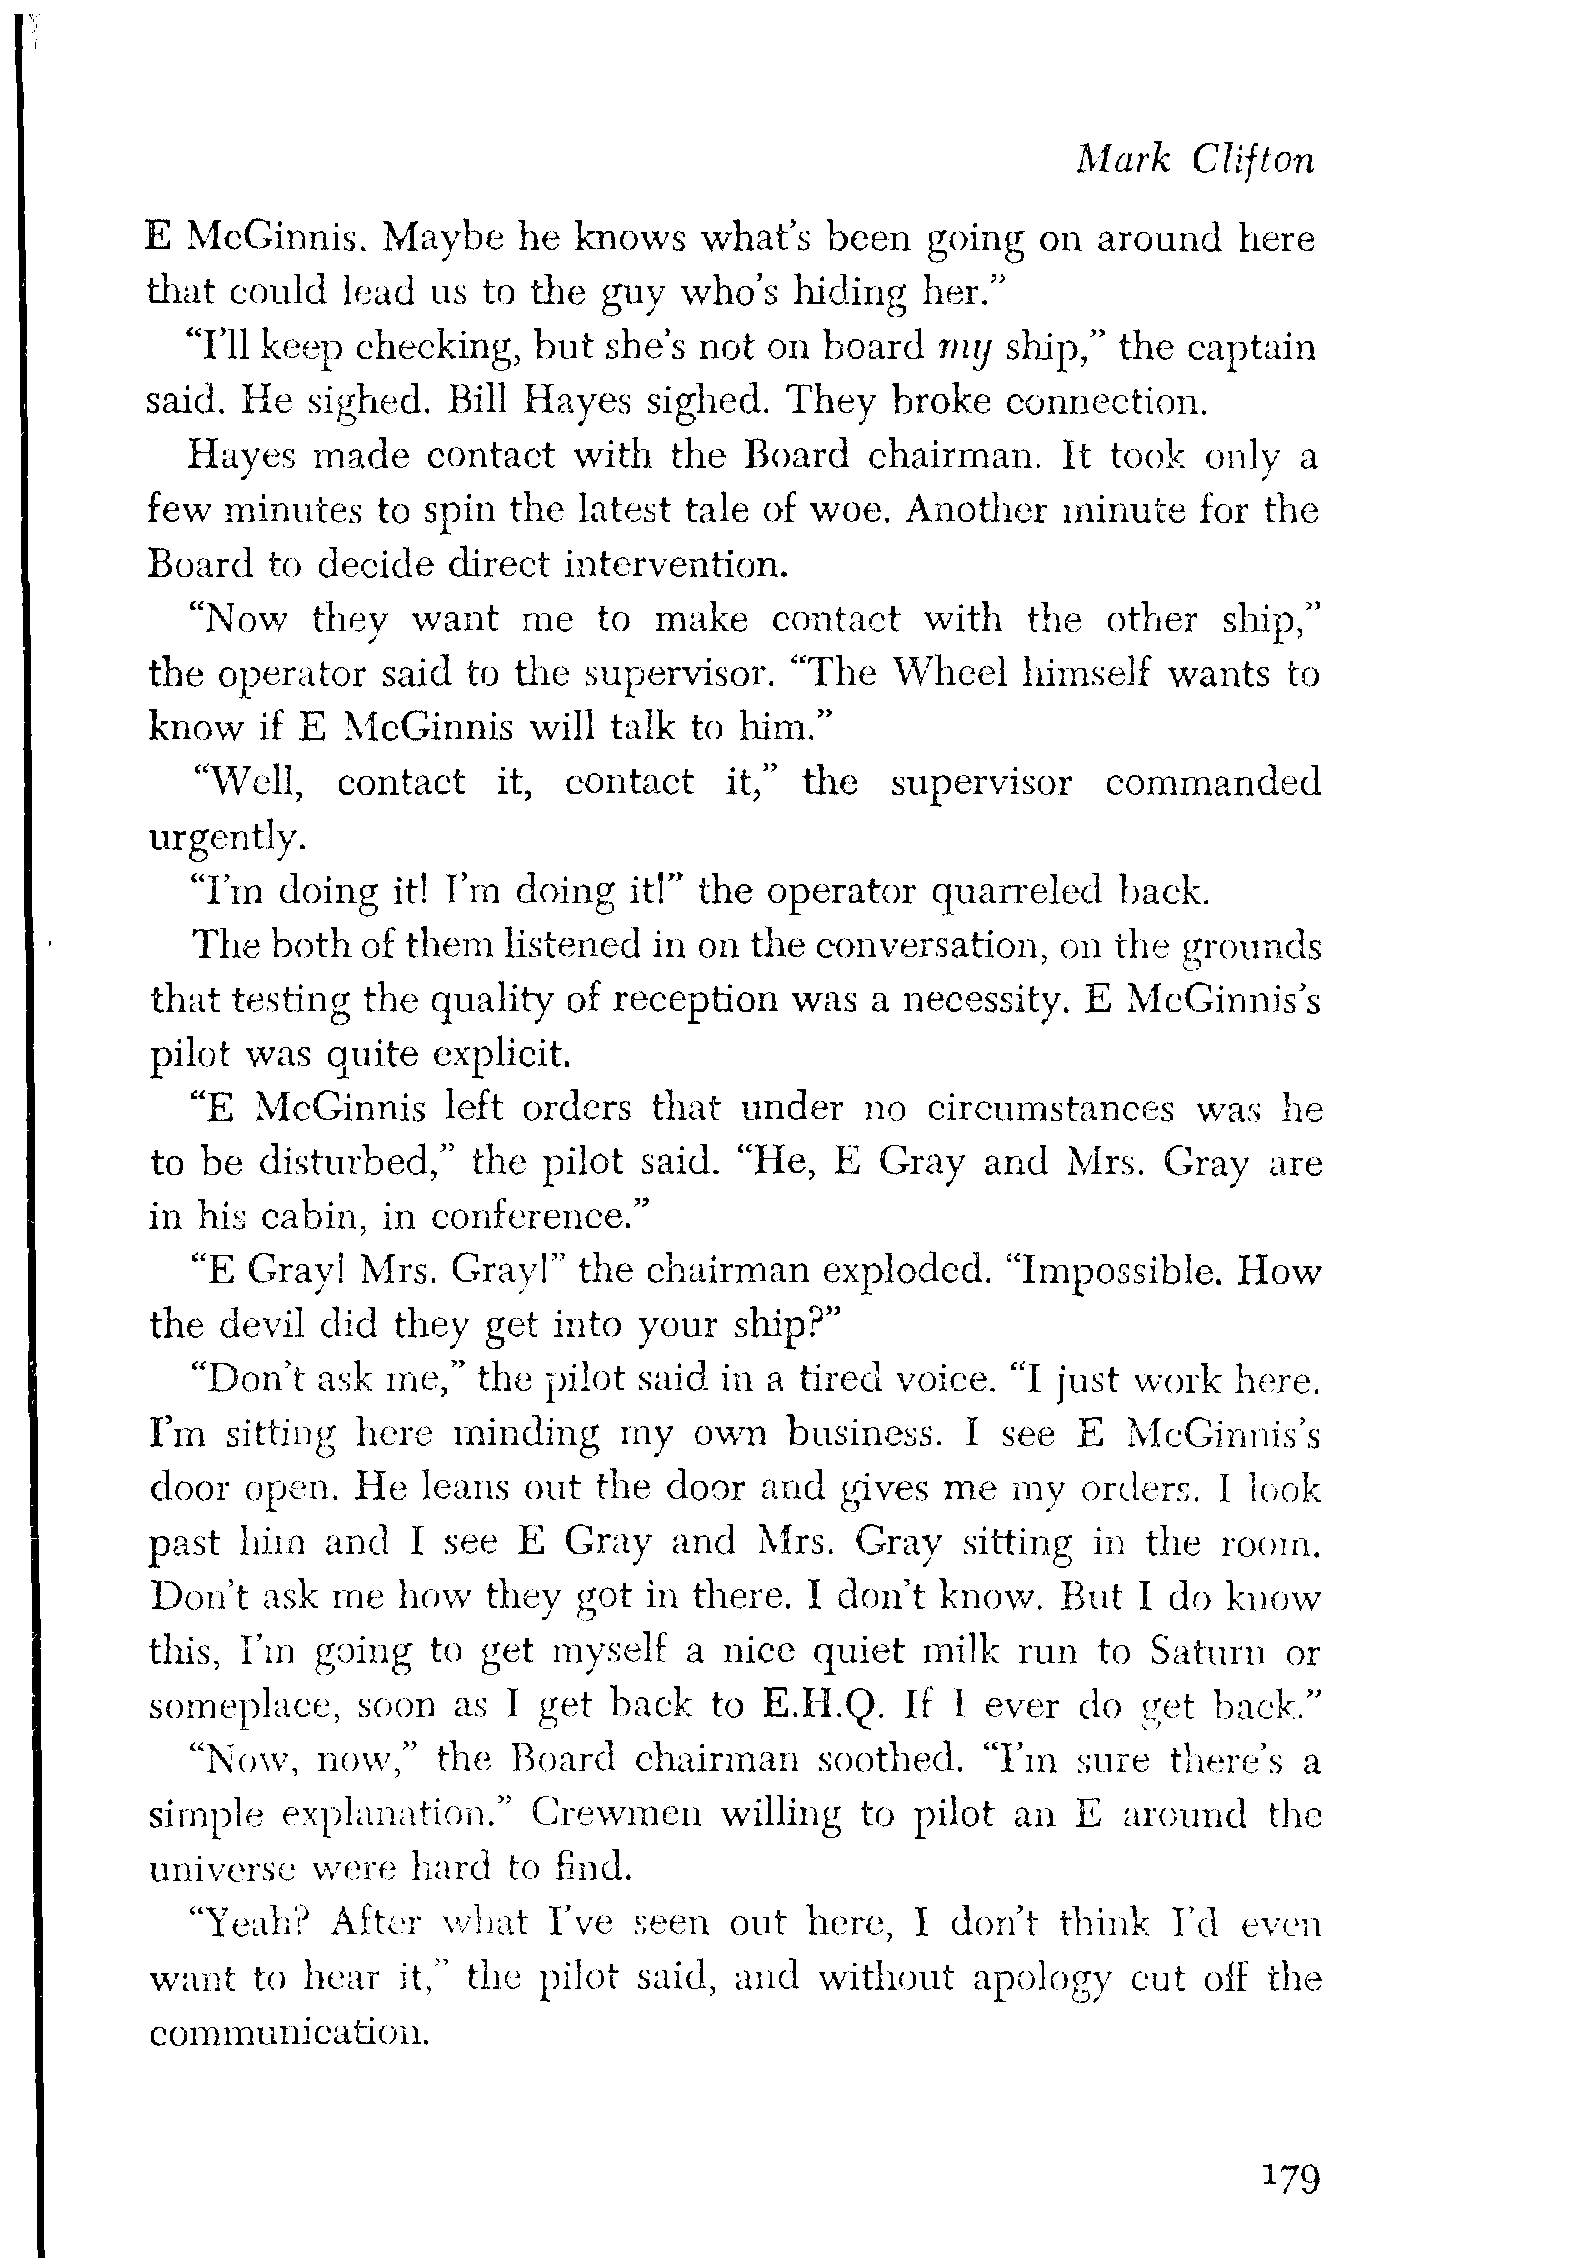 Mark Clifton
E McGinnis. Maybe he knows what's been going on around here
that could lead us to the guy who's hiding her.”
“I'll keep checking, but she's not on board my ship,” the captain
said. He sighed. Bill Hayes sighed. They broke connection.
Hayes made contact with the Board chairman. It took only a
few minutes to spin the latest tale of woe. Another minute for the
Board to decide direct intervention.
“Now they want me to make contact with the other ship,”
the operator said to the supervisor. “The Wheel himself wants to
know if E McGinnis will talk to him.”
“Well, contact it, contact it,” the supervisor commanded
urgently.
“I'm doing it! I'm doing it!” the operator quarreled back.
The both of them listened in on the conversation, on the grounds
that testing the quality of reception was a necessity. E McGinnis's
pilot was quite explicit.
“E McGinnis left orders that under no circumstances was he
to be disturbed,” the pilot said. “He, E Gray and Mrs. Gray are
in his cabin, in conference.”
“E Gray! Mrs. Gray!” the chairman exploded. “Impossible. How
the devil did they get into your ship?”
“Don't ask me,” the pilot said in a tired voice. “I just work here.
I'm sitting here minding my own business. I see E McGinnis's
door open. He leans out the door and gives me my orders. I look
past him and I see E Gray and Mrs. Gray sitting in the room.
Don't ask me how they got in there. I don't know. But I do know
this, I'm going to get myself a nice quiet milk run to Saturn or
someplace, soon as I get back to E.H.Q. If I ever do get back.”
“Now, now,” the Board chairman soothed. “I'm sure there's a
simple explanation.” Crewmen willing to pilot an E around the
universe were hard to find.
“Yeah? After what I've seen out here, I don't think I'd even
want to hear it,” the pilot said, and without apology cut off the
communication.
179